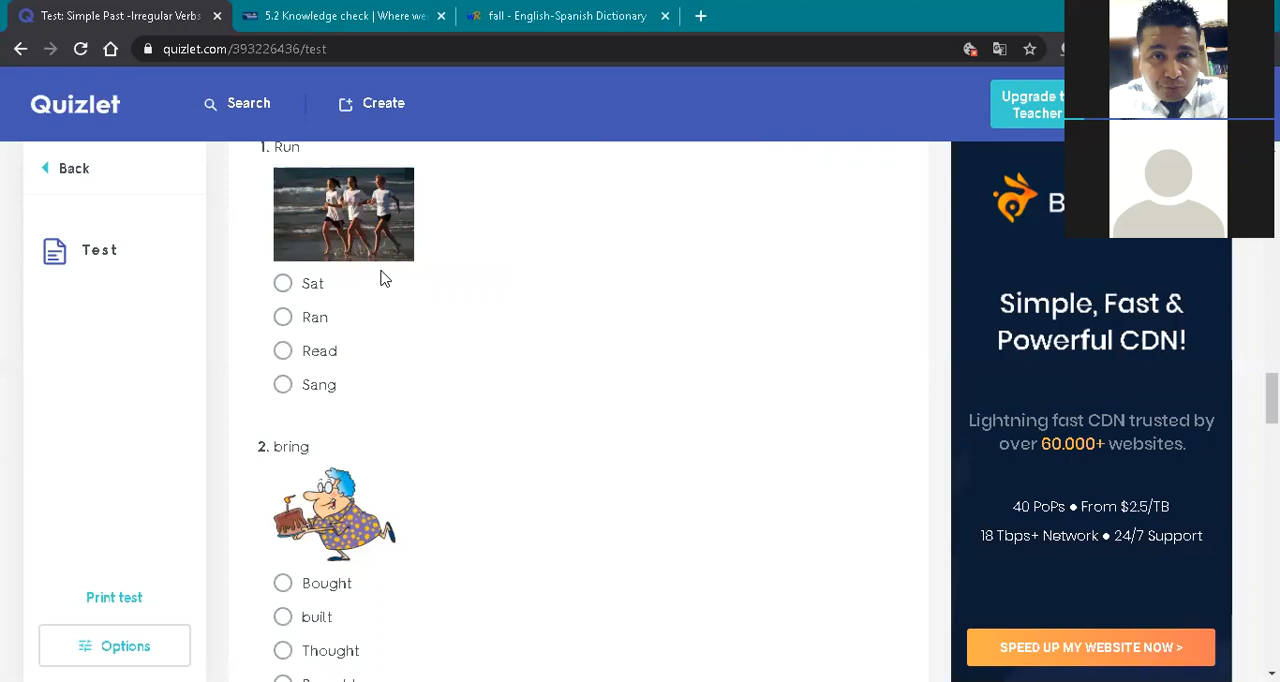 Test: Simple Past -Irregular Verbs
5.2 Knowledge check | Where we
fall - English-Spanish Dictionary
quizlet.com/393226436/test
Quizlet
Search
Create
Upgrade
Teacher
Back
Test
Print test
Options
1. Run
Sat
Ran
Read
Sang
2. bring
Bought
built
Thought
B
Simple, Fast &
Powerful CDN!
Lightning fast CDN trusted by
over 60.000+ websites.
40 PoPs ● From $2.5/TB
18 Tbps+ Network ● 24/7 Support
SPEED UP MY WEBSITE NOW >